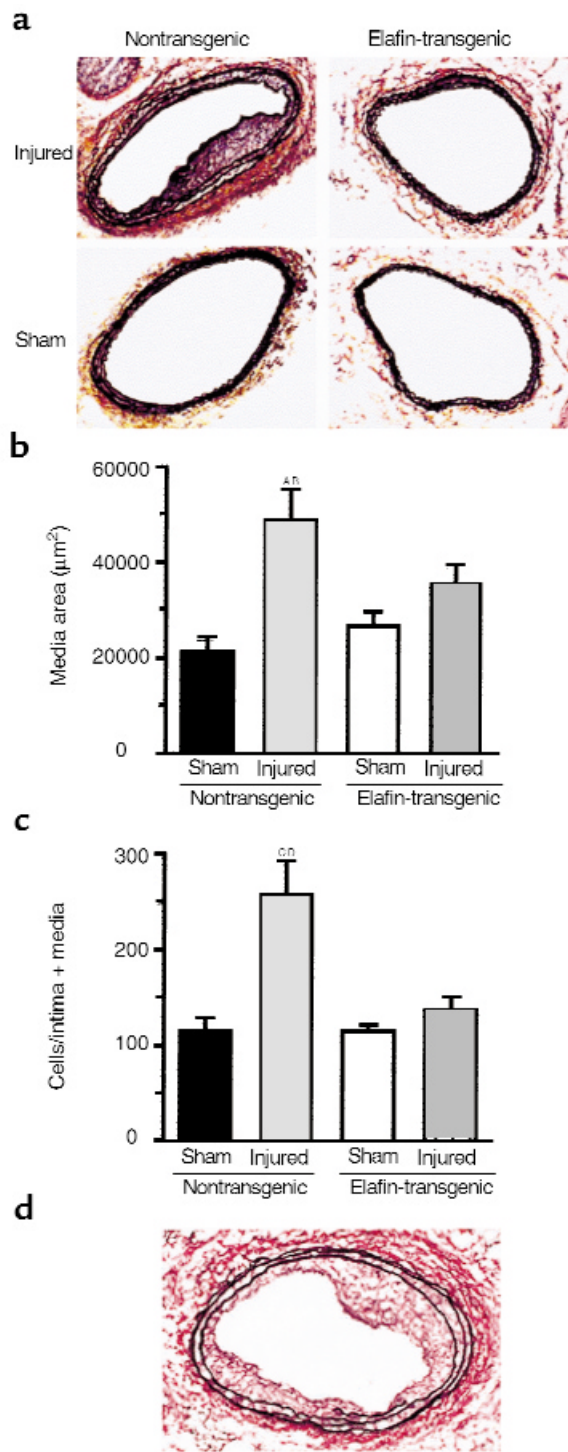 a
Nontransgenic Elafin-transgenic
Injured
Sham
b
Media area (μm²)
60000
40000
20000
0
A B
Sham Injured Sham Injured
Nontransgenic Elafin-transgenic
c
Cells/intima + media
300
200
100
0
Sham Injured Sham Injured
Nontransgenic Elafin-transgenic
d